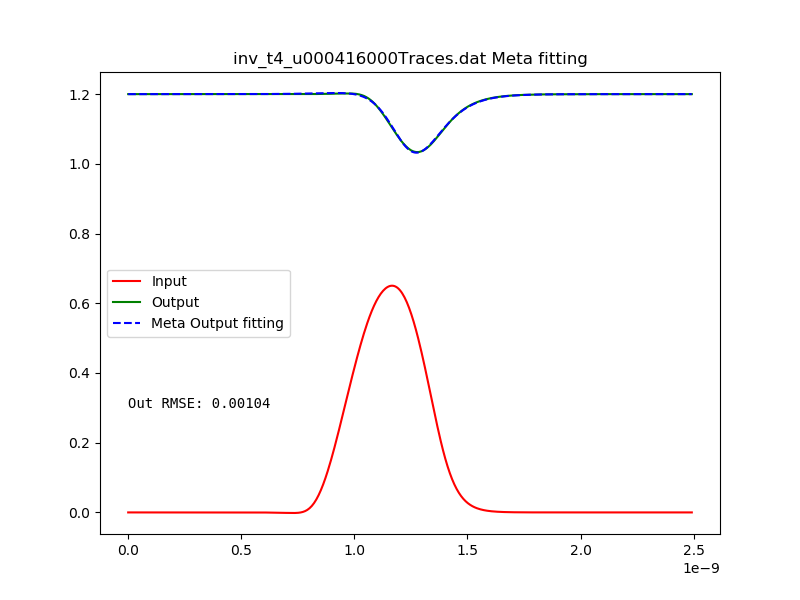 inv_t4_u000416000Traces.dat Meta fitting
1.2
1.0
0.8
0.6
0.4
0.2
0.0
Input
Output
Meta Output fitting
Out RMSE: 0.00104
0.0 0.5 1.0 1.5 2.0 2.5
1e−9